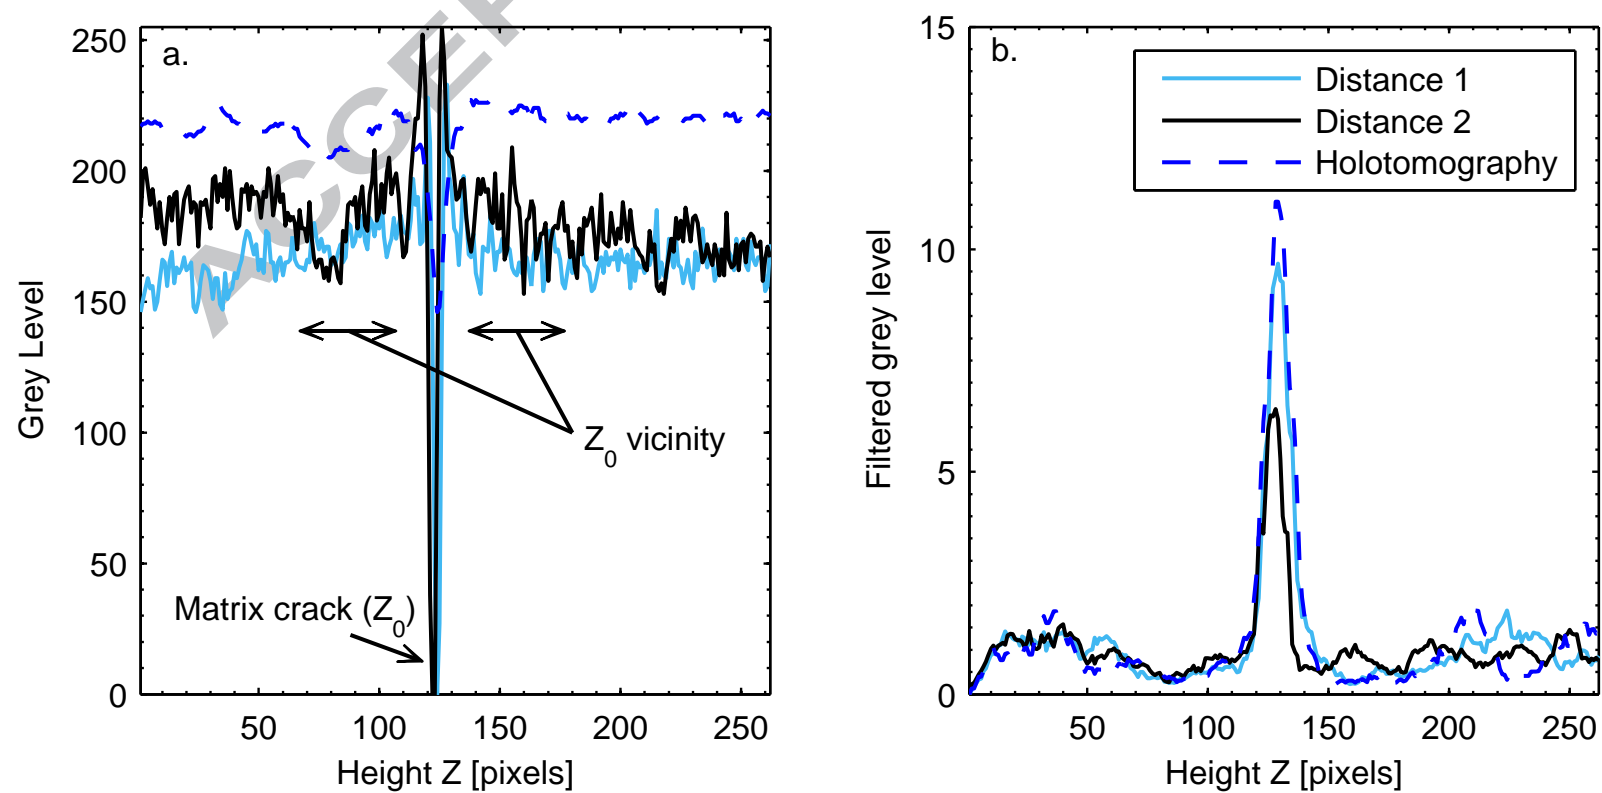 a.
250
200
150
100
50
0
50 100 150 200 250
Grey Level
Height Z [pixels]
Z0 vicinity
Matrix crack (Z0)
ACCEP
b.
15
10
5
0
50 100 150 200 250
Filtered grey level
Height Z [pixels]
Distance 1
Distance 2
Holotomography